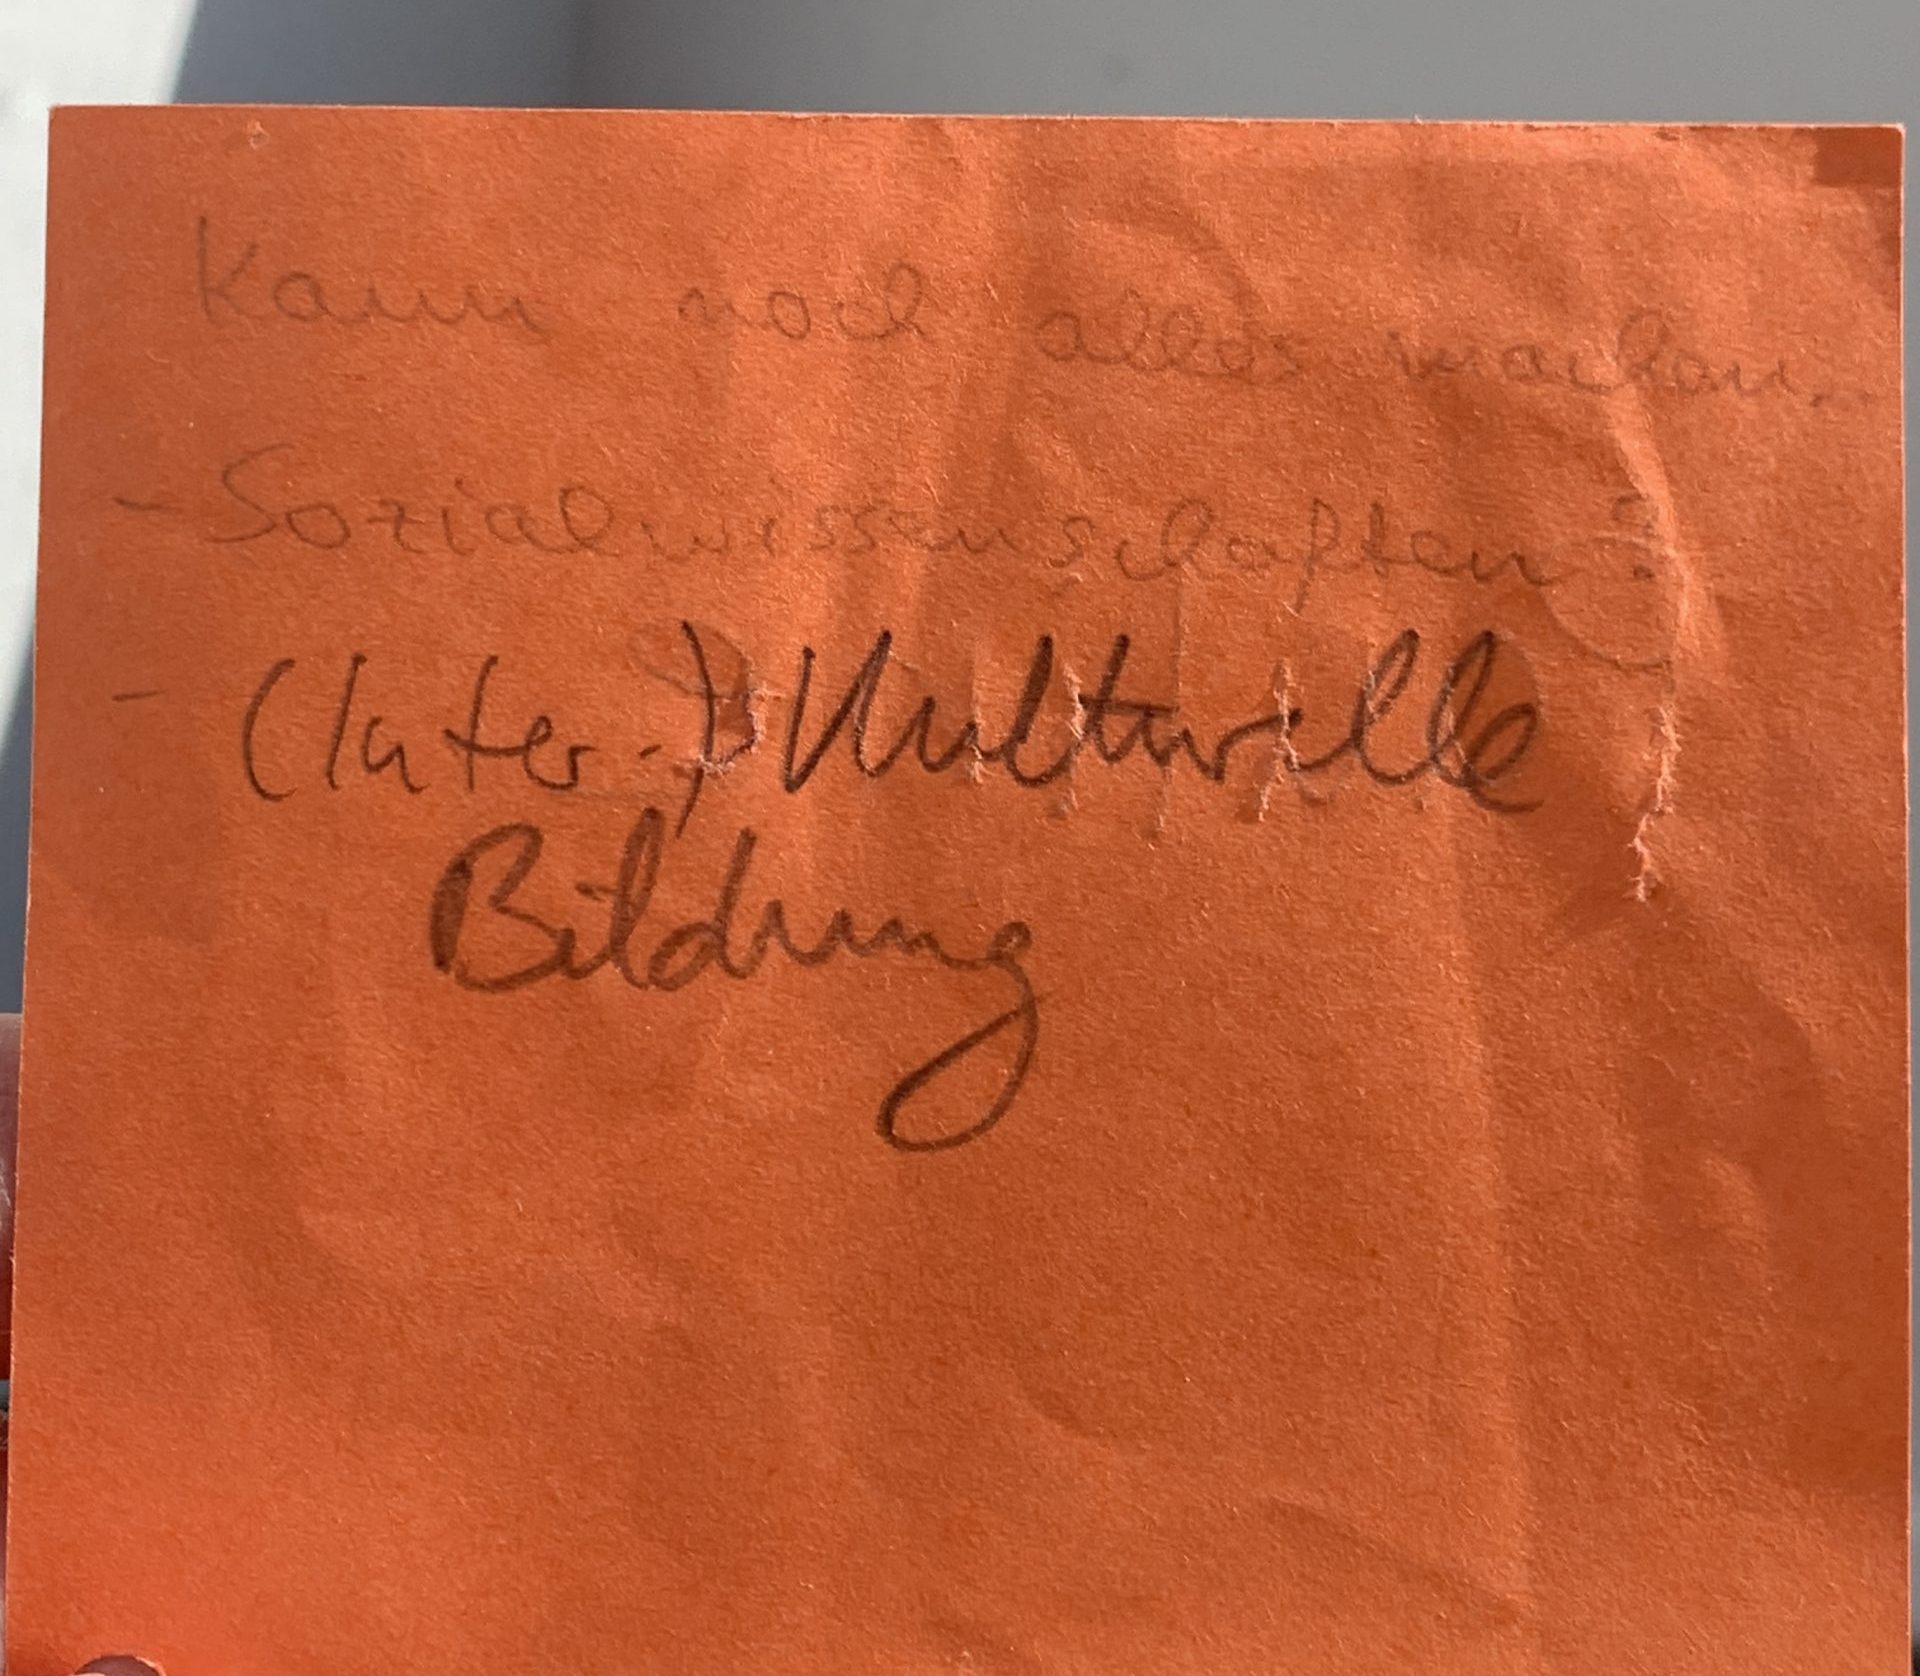 Kann noch alles machen..
- Sozialwissenschaften?
- (Inter-) Kulturelle
Bildung